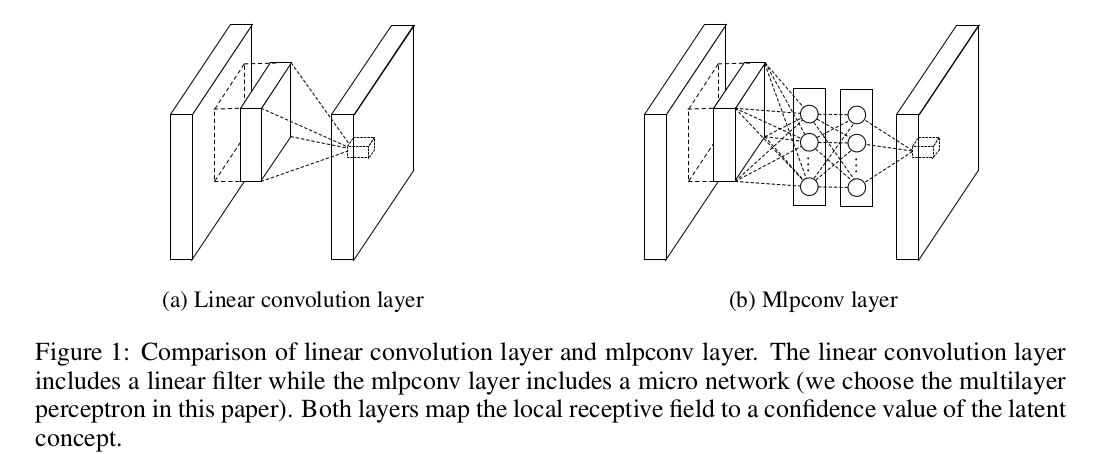 (a) Linear convolution layer
(b) Mlpconv layer
Figure 1: Comparison of linear convolution layer and mlpconv layer. The linear convolution layer
includes a linear filter while the mlpconv layer includes a micro network (we choose the multilayer
perceptron in this paper). Both layers map the local receptive field to a confidence value of the latent
concept.